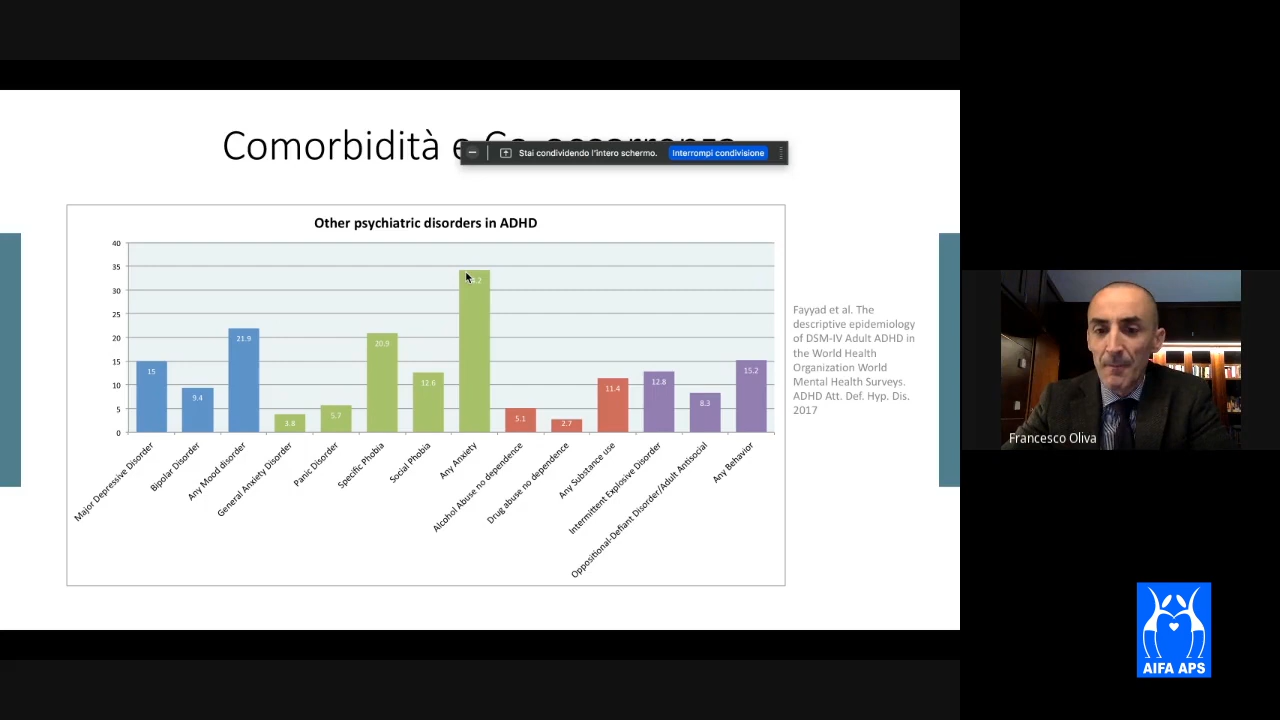 Comorbidità e
Stai condividendo l'intero schermo. Interrompi condivisione
Other psychiatric disorders in ADHD
40
35
30
25
20
15
10
5
0
15
9.4
21.9
3.8
5.7
20.9
12.6
5.1
2.7
11.4
12.8
8.3
15.2
Major Depressive Disorder
Bipolar Disorder
Any Mood disorder
General Anxiety Disorder
Panic Disorder
Specific Phobia
Social Phobia
Any Anxiety
Alcohol Abuse no dependence
Drug abuse no dependence
Any Substance use
Intermittent Explosive Disorder
Oppositional-Defiant Disorder/Adult Antisocial
Any Behavior
Fayyad et al. The
descriptive epidemiology
of DSM-IV Adult ADHD in
the World Health
Organization World
Mental Health Surveys.
ADHD Att. Def. Hyp. Dis.
2017
Francesco Oliva
AIFA APS